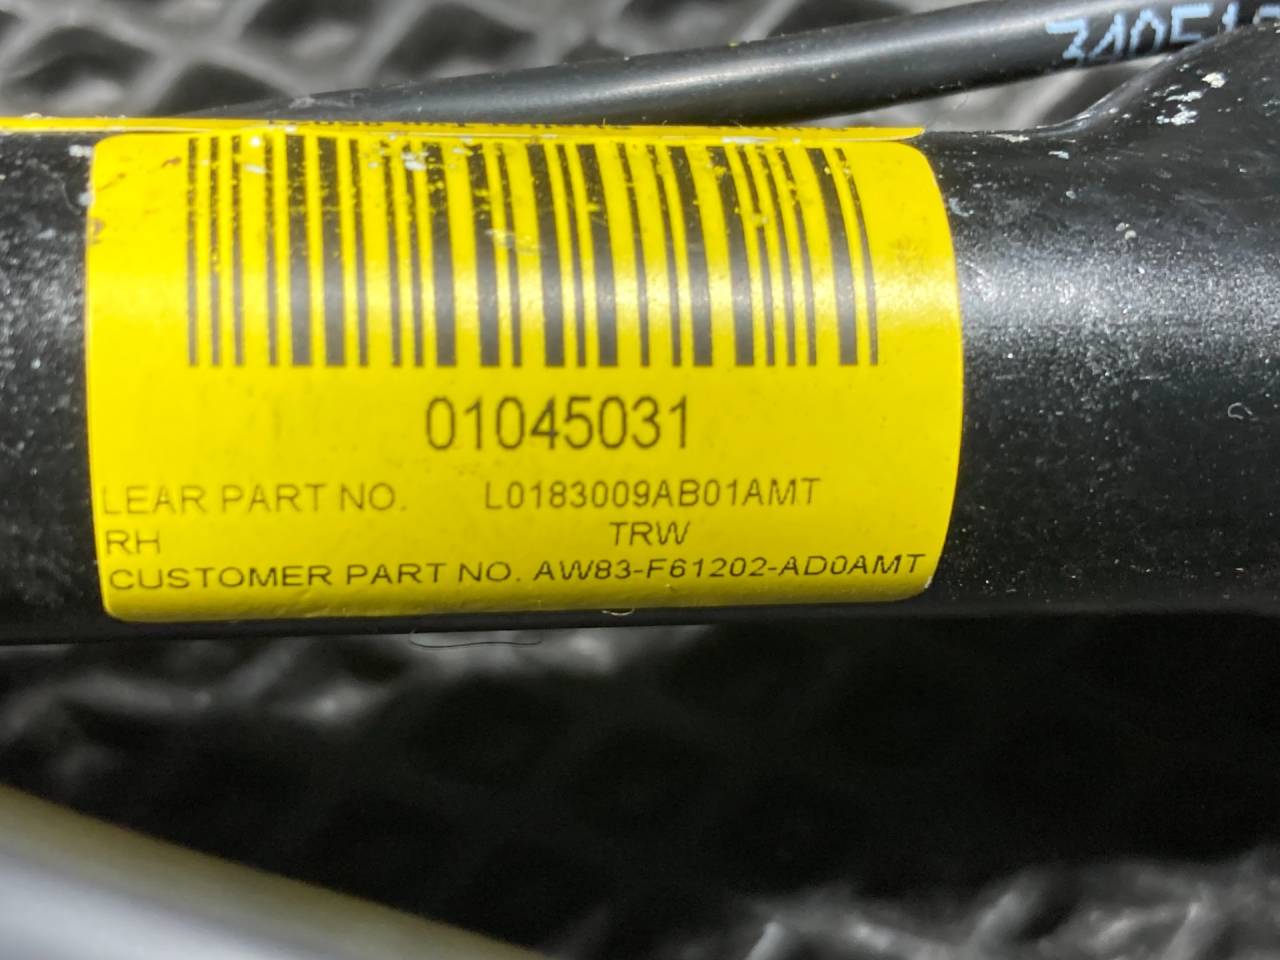 01045031
LEAR PART NO. L0183009AB01AMT
RH TRW
CUSTOMER PART NO. AW83-F61202-AD0AMT